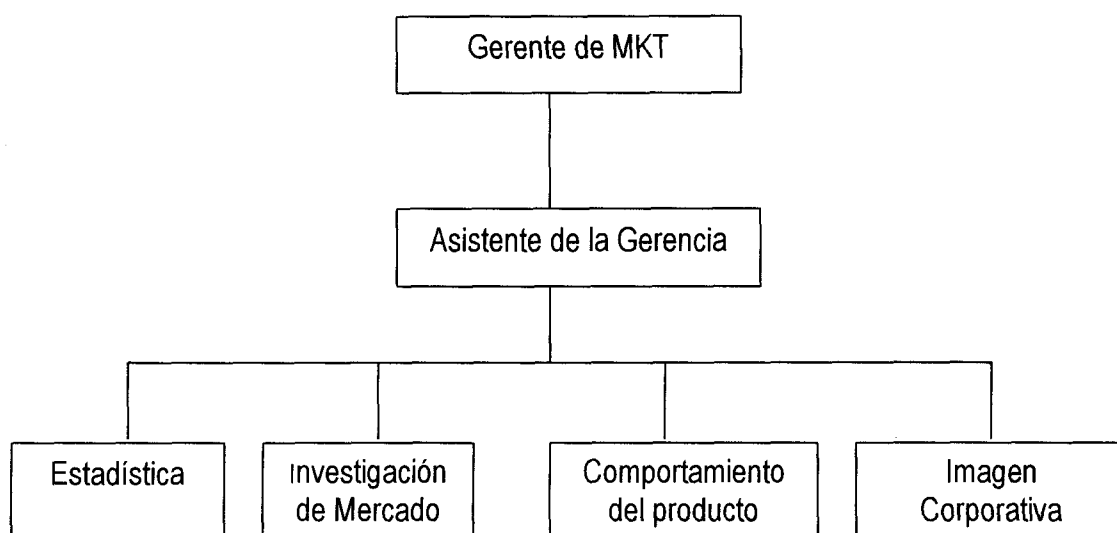 Gerente de MKT
Asistente de la Gerencia
Estadística
Investigación
de Mercado
Comportamiento
del producto
Imagen
Corporativa